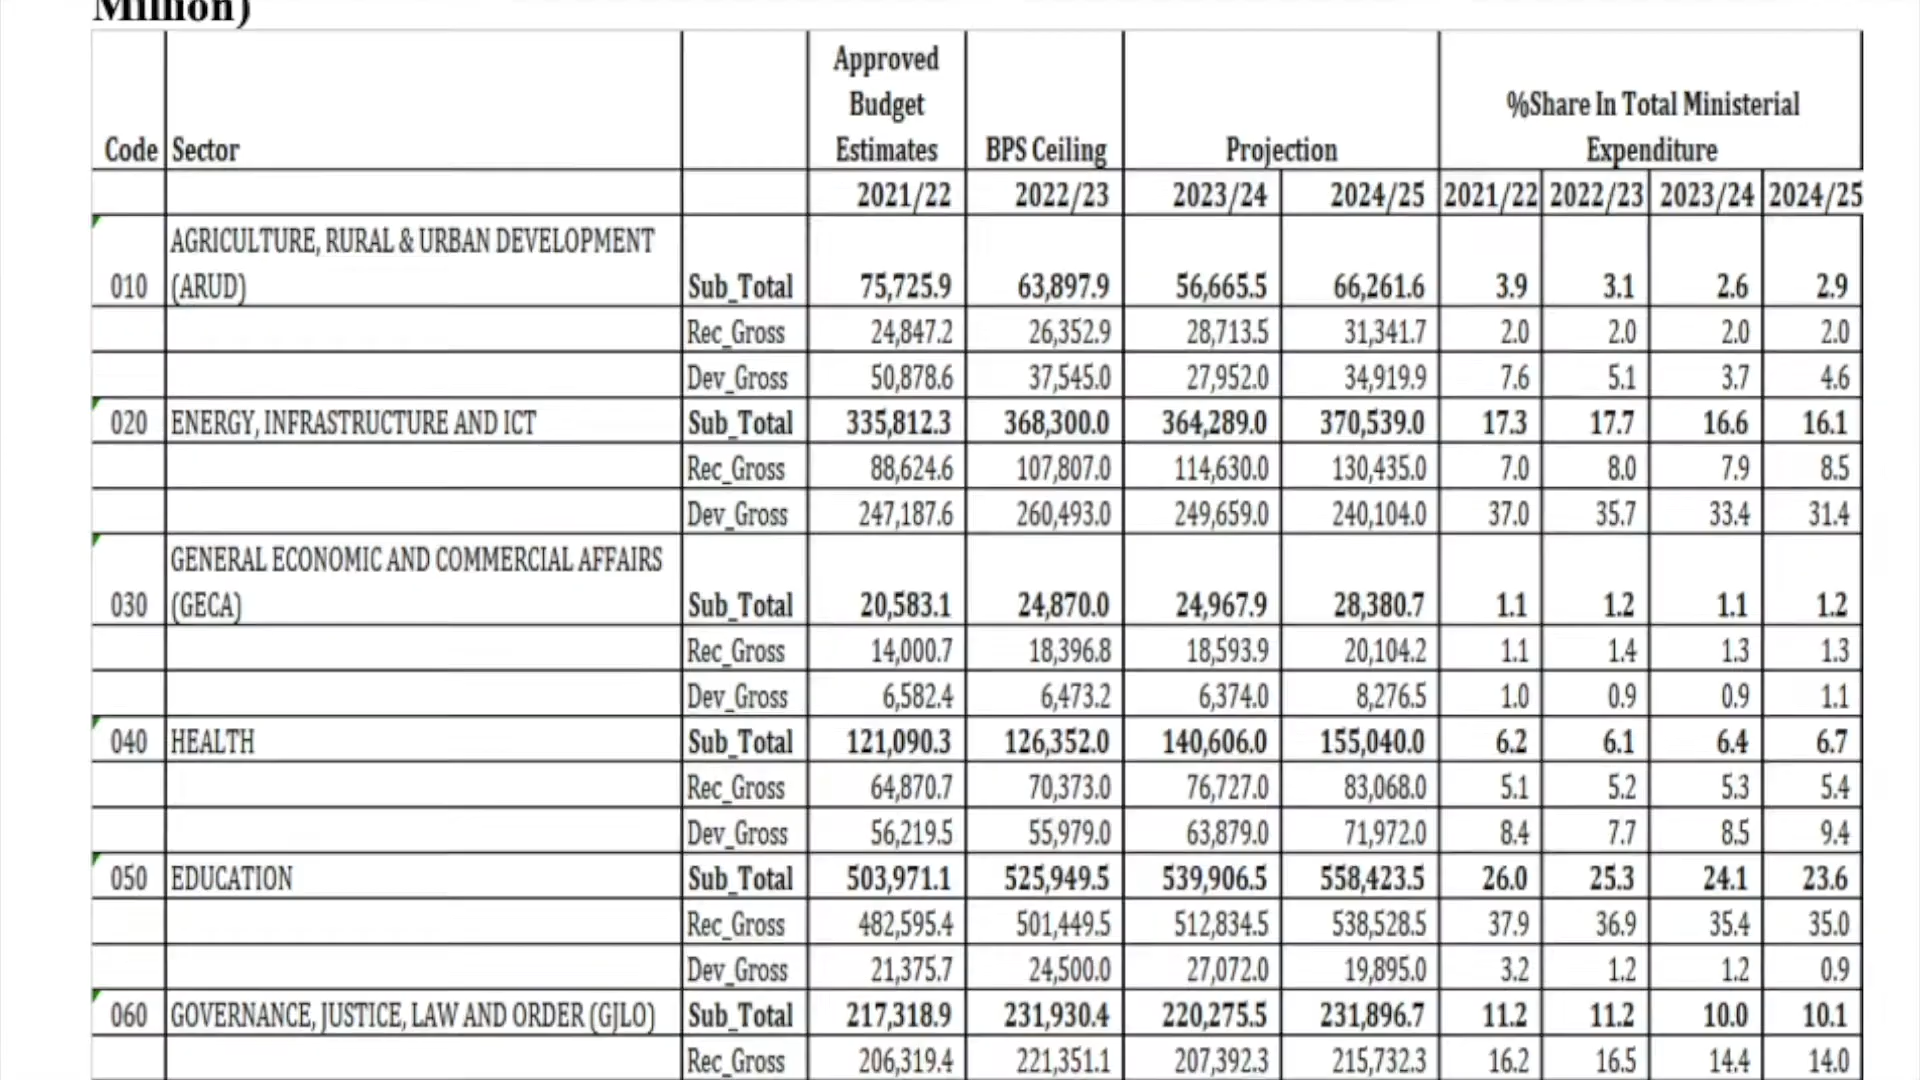 Million)
Approved
Budget
%Share In Total Ministerial
Code Sector Estimates BPS Ceiling Projection Expenditure
2021/22 2022/23 2023/24 2024/25 2021/22 2022/23 2023/24 2024/25
AGRICULTURE, RURAL & URBAN DEVELOPMENT
010 (ARUD) Sub_Total 75,725.9 63,897.9 56,665.5 66,261.6 3.9 3.1 2.6 2.9
Rec_Gross 24,847.2 26,352.9 28,713.5 31,341.7 2.0 2.0 2.0 2.0
Dev_Gross 50,878.6 37,545.0 27,952.0 34,919.9 7.6 5.1 3.7 4.6
020 ENERGY, INFRASTRUCTURE AND ICT Sub_Total 335,812.3 368,300.0 364,289.0 370,539.0 17.3 17.7 16.6 16.1
Rec_Gross 88,624.6 107,807.0 114,630.0 130,435.0 7.0 8.0 7.9 8.5
Dev_Gross 247,187.6 260,493.0 249,659.0 240,104.0 37.0 35.7 33.4 31.4
GENERAL ECONOMIC AND COMMERCIAL AFFAIRS
030 (GECA) Sub_Total 20,583.1 24,870.0 24,967.9 28,380.7 1.1 1.2 1.1 1.2
Rec_Gross 14,000.7 18,396.8 18,593.9 20,104.2 1.1 1.4 1.3 1.3
Dev_Gross 6,582.4 6,473.2 6,374.0 8,276.5 1.0 0.9 0.9 1.1
040 HEALTH Sub_Total 121,090.3 126,352.0 140,606.0 155,040.0 6.2 6.1 6.4 6.7
Rec_Gross 64,870.7 70,373.0 76,727.0 83,068.0 5.1 5.2 5.3 5.4
Dev_Gross 56,219.5 55,979.0 63,879.0 71,972.0 8.4 7.7 8.5 9.4
050 EDUCATION Sub_Total 503,971.1 525,949.5 539,906.5 558,423.5 26.0 25.3 24.1 23.6
Rec_Gross 482,595.4 501,449.5 512,834.5 538,528.5 37.9 36.9 35.4 35.0
Dev_Gross 21,375.7 24,500.0 27,072.0 19,895.0 3.2 1.2 1.2 0.9
060 GOVERNANCE, JUSTICE, LAW AND ORDER (GJLO) Sub_Total 217,318.9 231,930.4 220,275.5 231,896.7 11.2 11.2 10.0 10.1
Rec_Gross 206,319.4 221,351.1 207,392.3 215,732.3 16.2 16.5 14.4 14.0